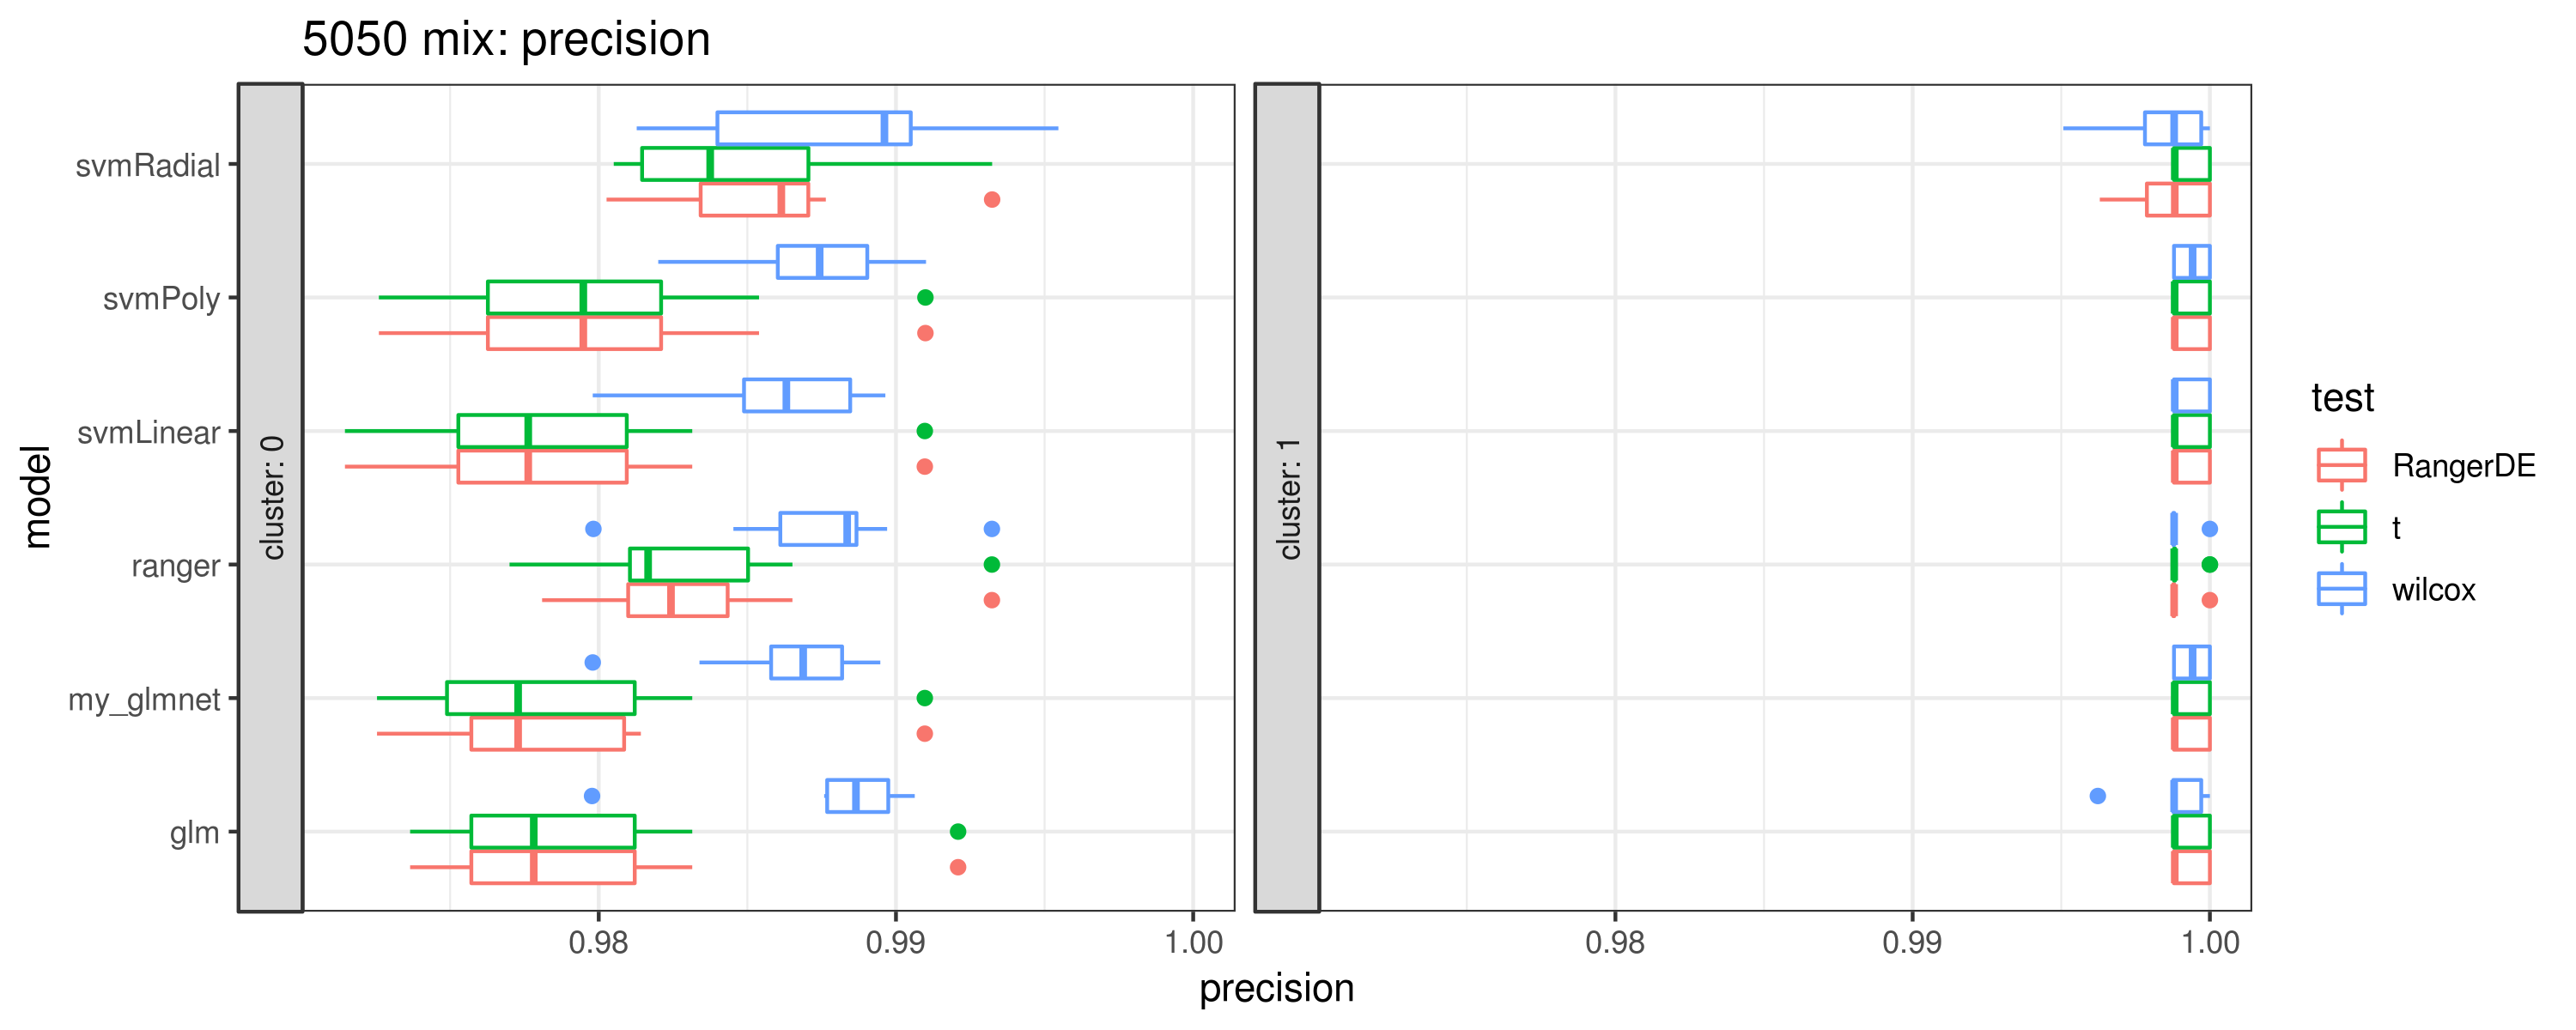 5050 mix: precision
model
svmRadial
svmPoly
svmLinear
ranger
my_glmnet
glm
cluster: 0
cluster: 1
0.98
0.99
1.00
0.98
0.99
1.00
precision
test
RangerDE
t
wilcox